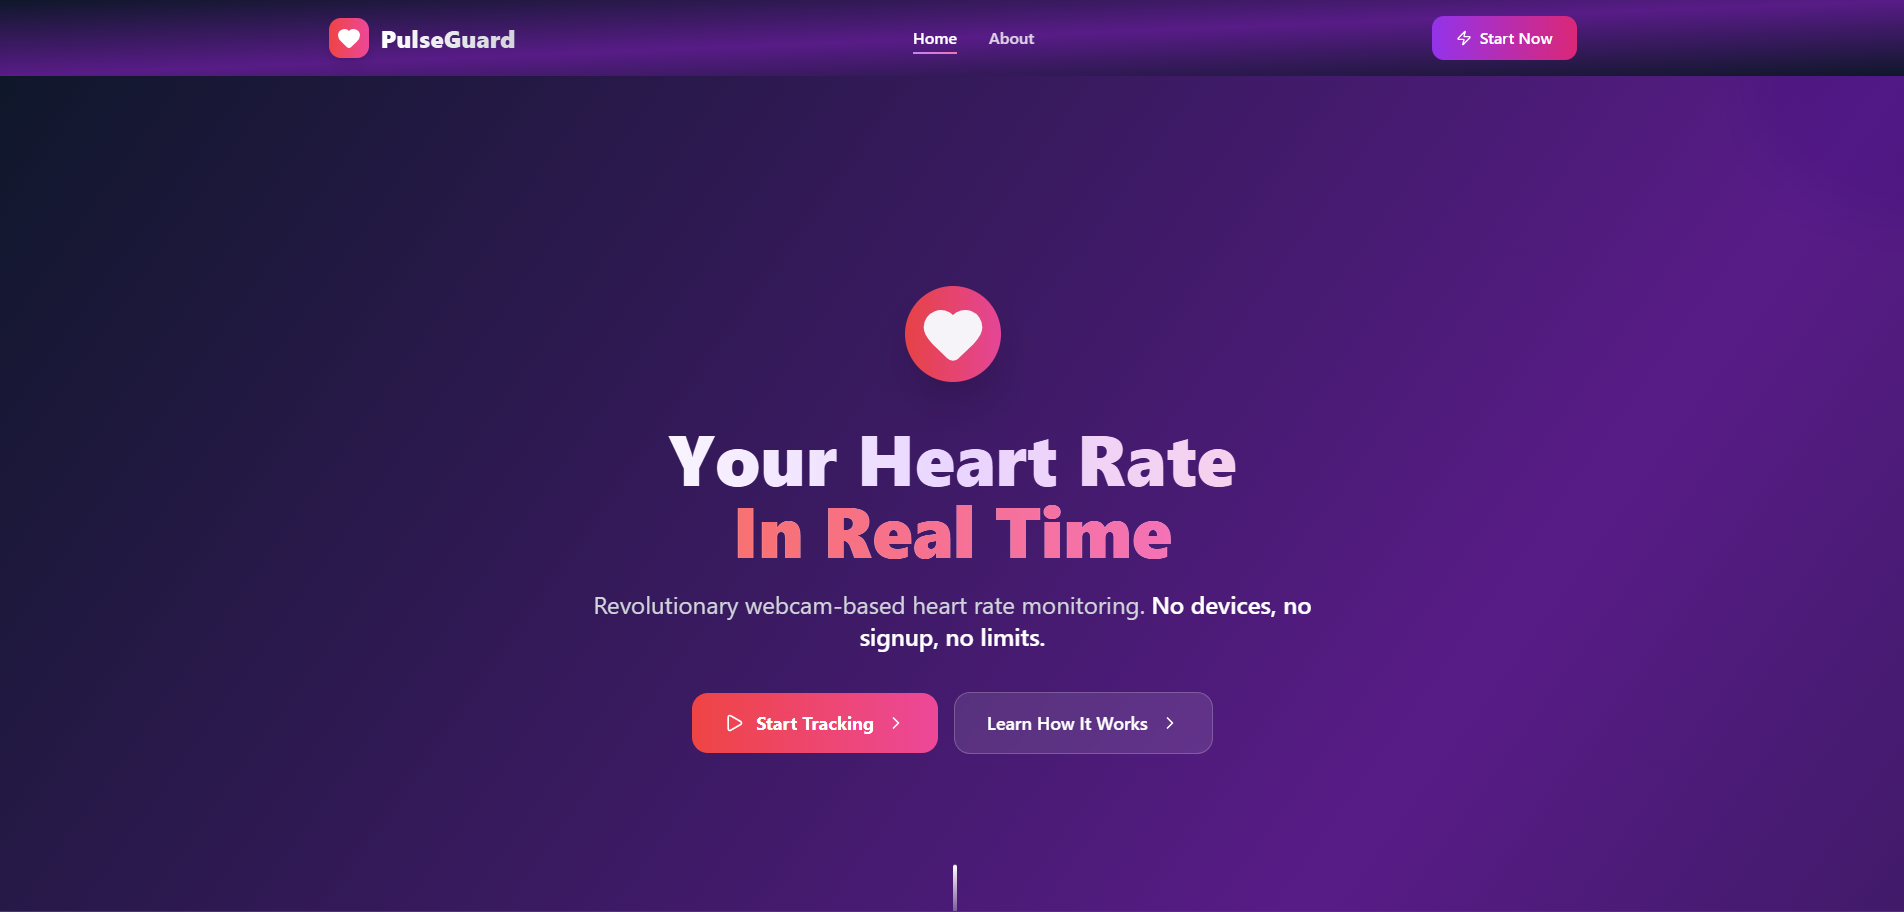 PulseGuard
Home
About
Start Now
Your Heart Rate
In Real Time
Revolutionary webcam-based heart rate monitoring. No devices, no
signup, no limits.
Start Tracking
Learn How It Works